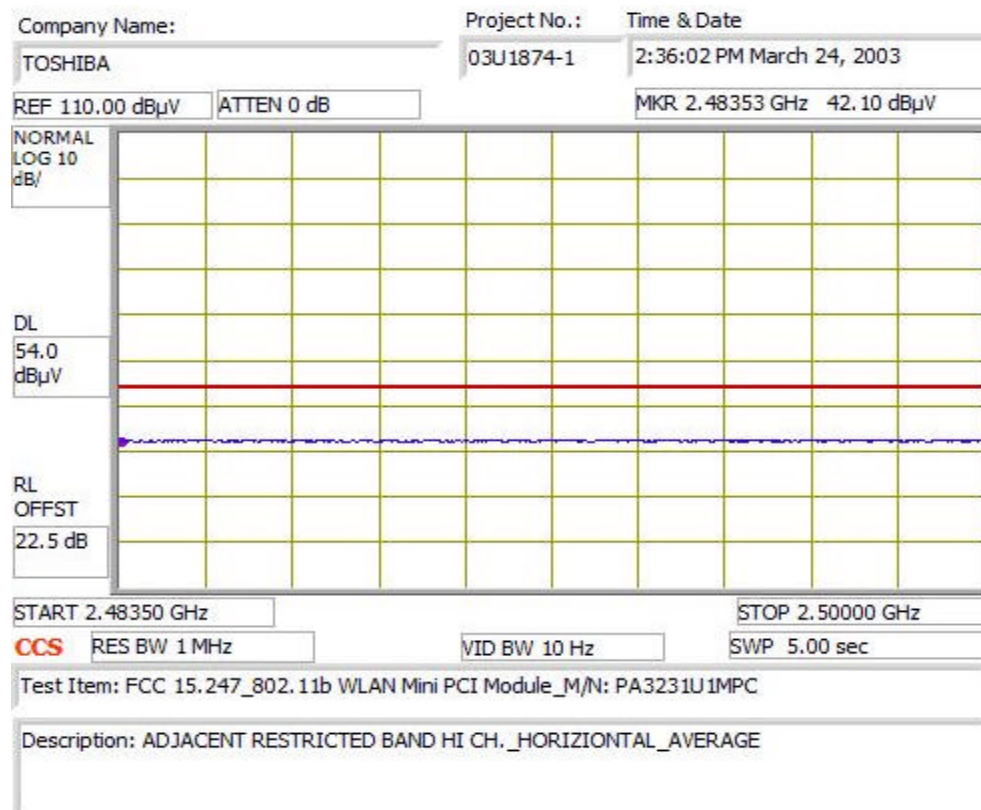 Company Name:
Project No.:
Time & Date
TOSHIBA
03U1874-1
2:36:02 PM March 24, 2003
REF 110.00 dBµV
ATTEN 0 dB
MKR 2.48353 GHz 42.10 dBµV
NORMAL
LOG 10
dB/
DL
54.0
dBµV
RL
OFFST
22.5 dB
START 2.48350 GHz
STOP 2.50000 GHz
CCS
RES BW 1 MHz
VID BW 10 Hz
SWP 5.00 sec
Test Item: FCC 15.247_802.11b WLAN Mini PCI Module_M/N: PA3231U1MPC
Description: ADJACENT RESTRICTED BAND HI CH._HORIZIONTAL_AVERAGE